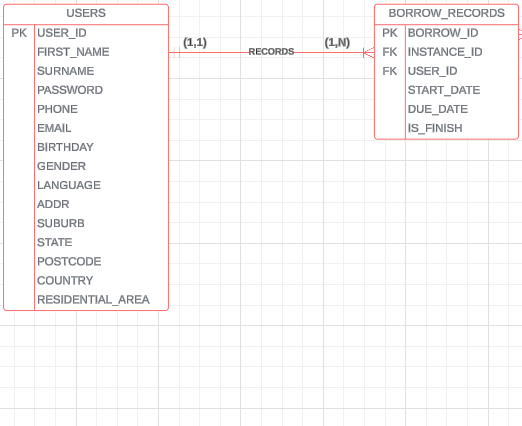 USERS
PK USER_ID
FIRST_NAME
SURNAME
PASSWORD
PHONE
EMAIL
BIRTHDAY
GENDER
LANGUAGE
ADDR
SUBURB
STATE
POSTCODE
COUNTRY
RESIDENTIAL_AREA
(1,1)
RECORDS
(1,N)
BORROW_RECORDS
PK BORROW_ID
FK INSTANCE_ID
FK USER_ID
START_DATE
DUE_DATE
IS_FINISH